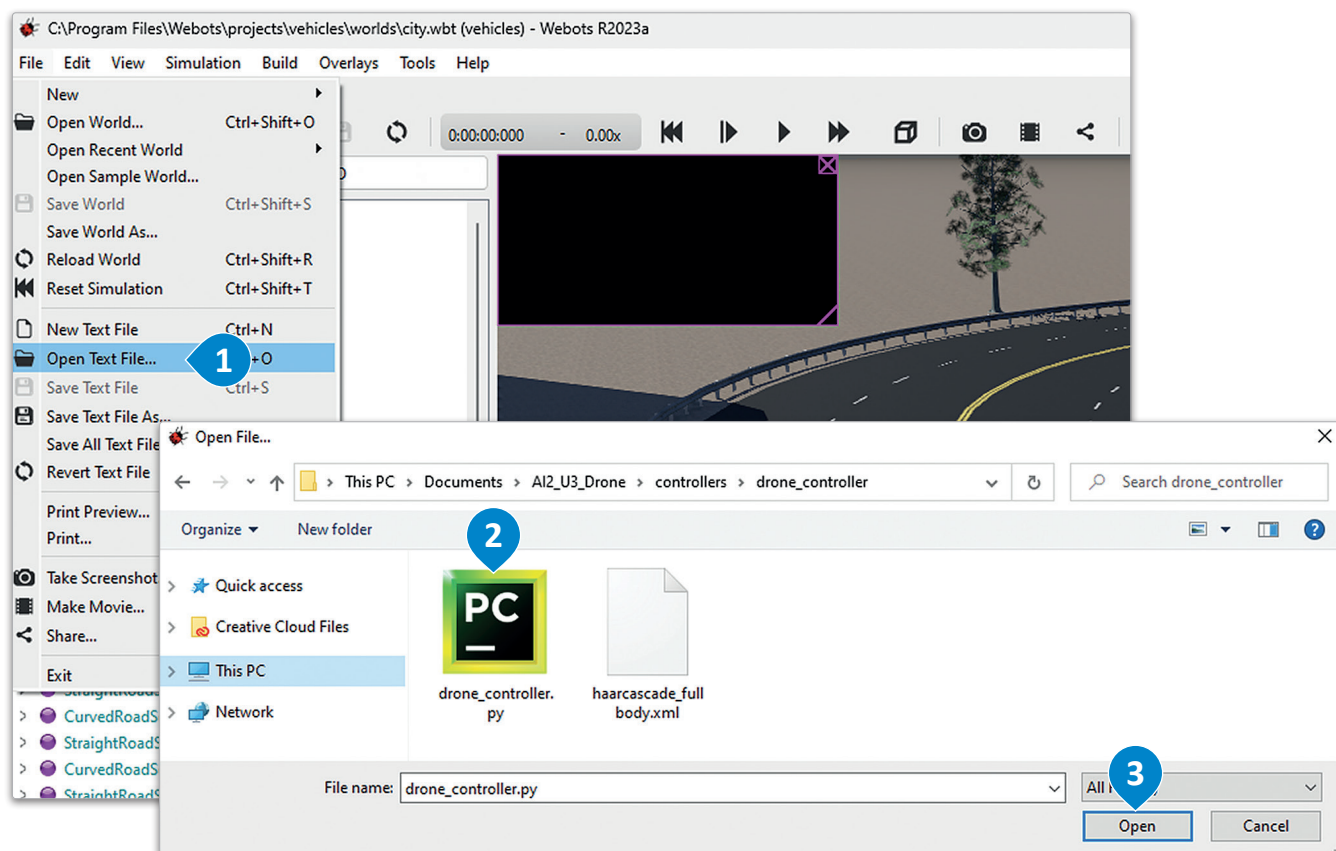 C:\Program Files\Webots\projects\vehicles\worlds\city.wbt (vehicles) - Webots R2023a
File Edit View Simulation Build Overlays Tools Help
New
Open World... Ctrl+Shift+O
Open Recent World
Open Sample World...
Save World Ctrl+Shift+S
Save World As...
Reload World Ctrl+Shift+R
Reset Simulation Ctrl+Shift+T
New Text File Ctrl+N
Open Text File... 1 +O
Save Text File Ctrl+S
Save Text File As...
Save All Text File
Revert Text File
Print Preview...
Print...
Take Screenshot
Make Movie...
Share...
Exit
0:00:00:000 - 0.00x
StraightRoadS
CurvedRoadS
StraightRoadS
CurvedRoadS
StraightRoadS
Open File...
This PC > Documents > AI2_U3_Drone > controllers > drone_controller
Search drone_controller
Organize New folder
2
Quick access
Creative Cloud Files
This PC
Network
PC
drone_controller.
py
haarcascade_full
body.xml
File name: drone_controller.py
All
3
Open Cancel